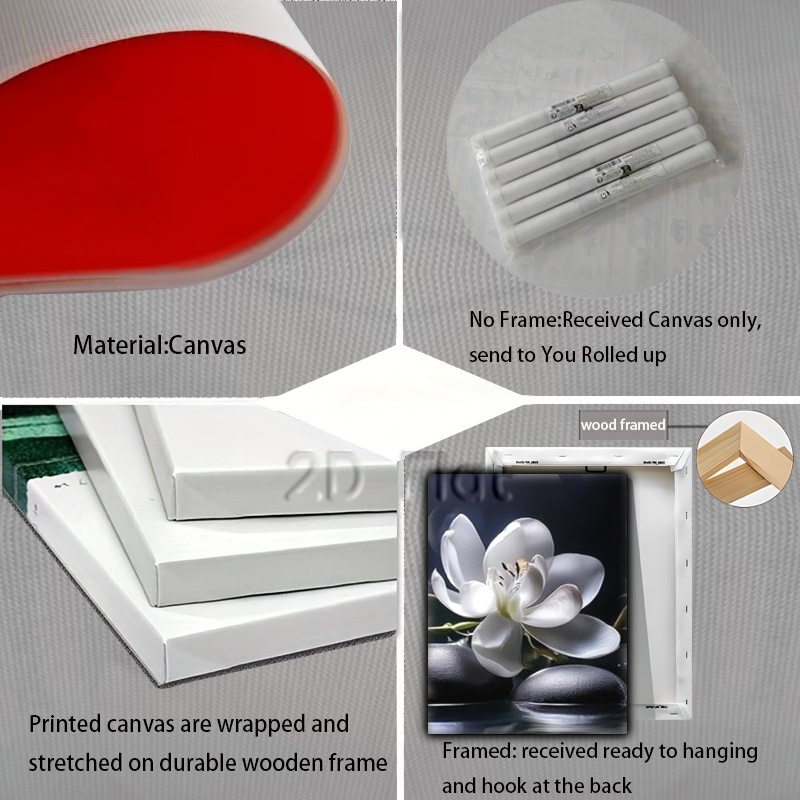 Material:Canvas
No Frame:Received Canvas only,
send to You Rolled up
wood framed
2D Flat
Printed canvas are wrapped and
stretched on durable wooden frame
Framed: received ready to hanging
and hook at the back